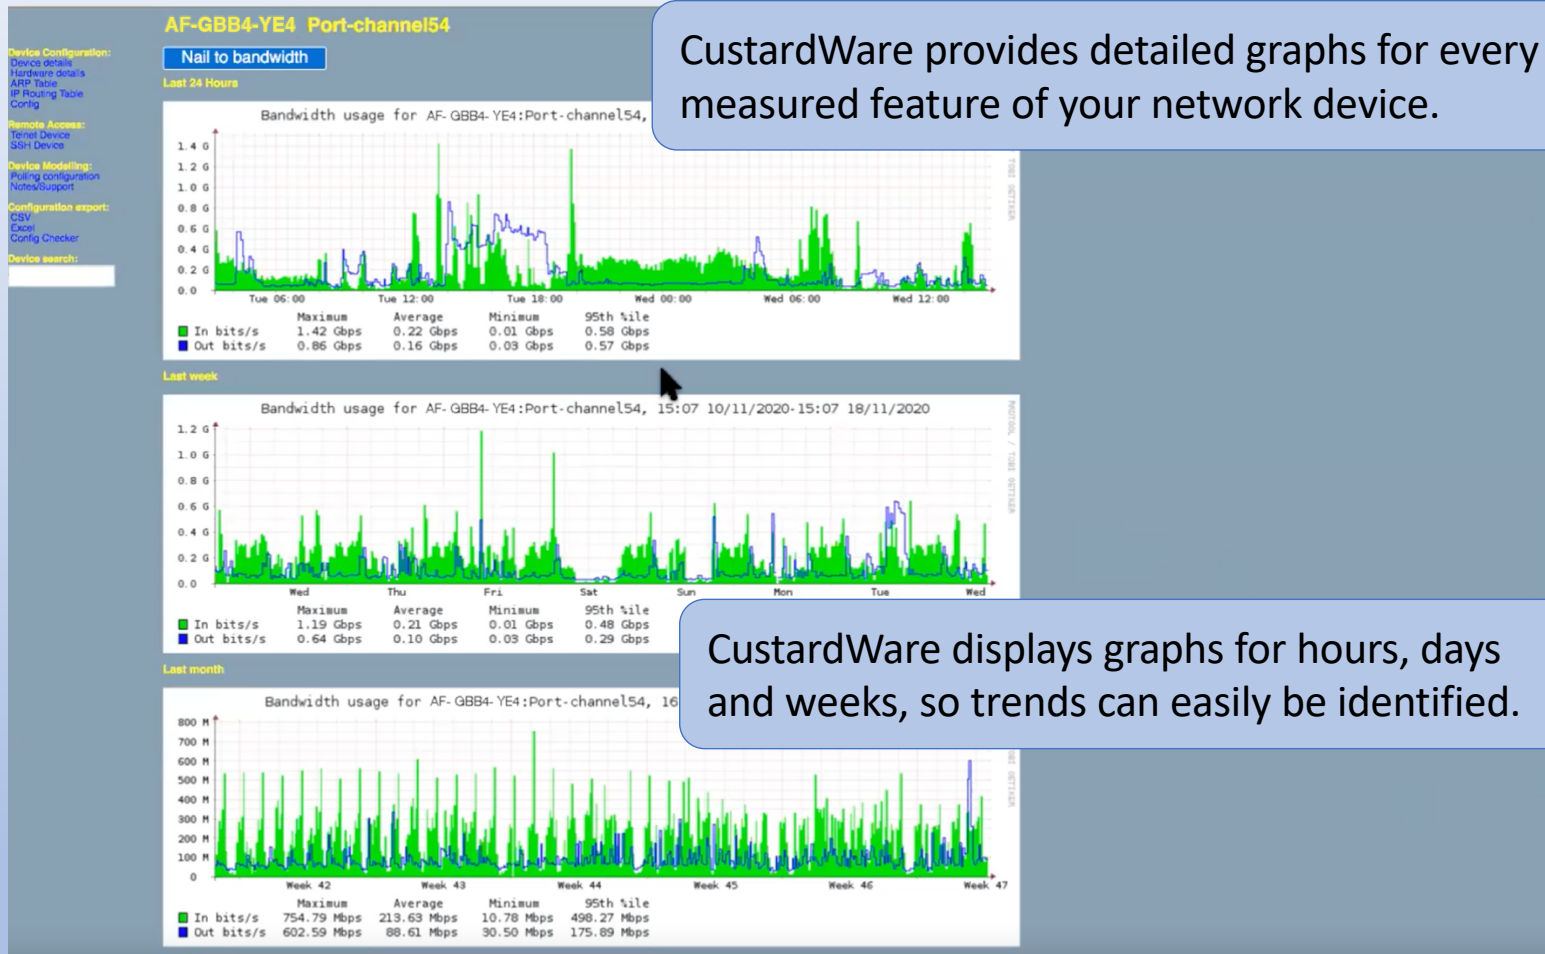 AF-GBB4-YE4 Port-channel54
Nail to bandwidth
CustardWare provides detailed graphs for every
measured feature of your network device.
Device Configuration:
Device details
Hardware details
ARP Table
IP Routing Table
Config
Remote Access:
Telnet Device
SSH Device
Device Modelling:
Polling configuration
Notes/Support
Configuration export:
CSV
Excel
Config Checker
Device search:
Last 24 Hours
Bandwidth usage for AF-GBB4-YE4:Port-channel54,
1.4 G
1.2 G
1.0 G
0.8 G
0.6 G
0.4 G
0.2 G
0.0
Tue 06:00 Tue 12:00 Tue 18:00 Wed 00:00 Wed 06:00 Wed 12:00
TOBI OETIKER
Maximum Average Minimum 95th %ile
In bits/s 1.42 Gbps 0.22 Gbps 0.01 Gbps 0.58 Gbps
Out bits/s 0.86 Gbps 0.16 Gbps 0.03 Gbps 0.57 Gbps
Last week
Bandwidth usage for AF-GBB4-YE4:Port-channel54, 15:07 10/11/2020-15:07 18/11/2020
1.2 G
1.0 G
0.8 G
0.6 G
0.4 G
0.2 G
0.0
Wed Thu Fri Sat Sun Mon Tue Wed
RRDTOOL / TOBI OETIKER
Maximum Average Minimum 95th %ile
In bits/s 1.19 Gbps 0.21 Gbps 0.01 Gbps 0.48 Gbps
Out bits/s 0.64 Gbps 0.10 Gbps 0.03 Gbps 0.29 Gbps
CustardWare displays graphs for hours, days
and weeks, so trends can easily be identified.
Last month
Bandwidth usage for AF-GBB4-YE4:Port-channel54, 16
800 M
700 M
600 M
500 M
400 M
300 M
200 M
100 M
0
Week 42 Week 43 Week 44 Week 45 Week 46 Week 47
OETIKER
Maximum Average Minimum 95th %ile
In bits/s 754.79 Mbps 213.63 Mbps 10.78 Mbps 498.27 Mbps
Out bits/s 602.59 Mbps 88.61 Mbps 30.50 Mbps 175.89 Mbps